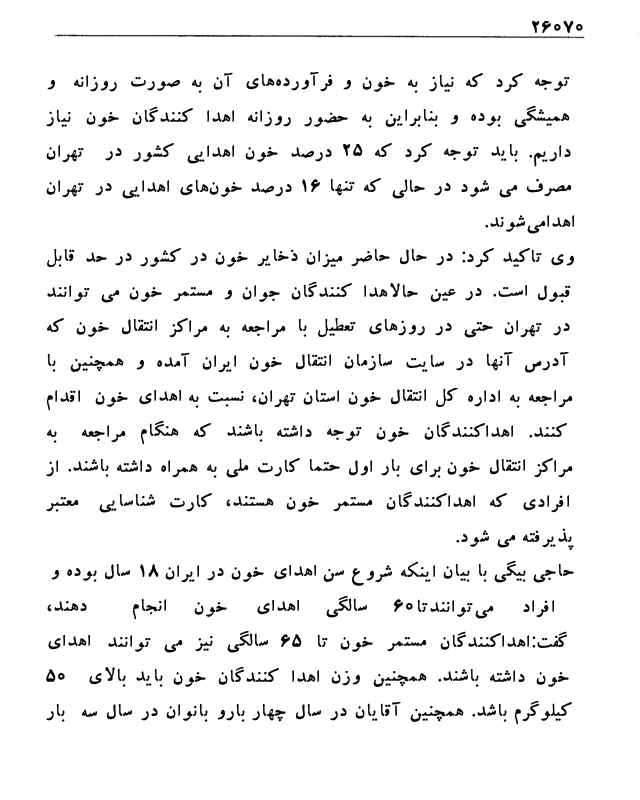 ۲۶۰۷۰
توجه کرد که نیاز به خون و فرآورده‌های آن به صورت روزانه و
همیشگی بوده و بنابراین به حضور روزانه اهدا کنندگان خون نیاز
داریم. باید توجه کرد که ۲۵ درصد خون اهدایی کشور در تهران
مصرف می شود در حالی که تنها ۱۶ درصد خون‌های اهدایی در تهران
اهدامی‌شوند.
وی تاکید کرد: در حال حاضر میزان ذخایر خون در کشور در حد قابل
قبول است. در عین حالاهدا کنندگان جوان و مستمر خون می توانند
در تهران حتی در روزهای تعطیل با مراجعه به مراکز انتقال خون که
آدرس آنها در سایت سازمان انتقال خون ایران آمده و همچنین با
مراجعه به اداره کل انتقال خون استان تهران، نسبت به اهدای خون اقدام
کنند. اهداکنندگان خون توجه داشته باشند که هنگام مراجعه به
مراکز انتقال خون برای بار اول حتما کارت ملی به همراه داشته باشند. از
افرادی که اهداکنندگان مستمر خون هستند، کارت شناسایی معتبر
پذیرفته می شود.
حاجی بیگی با بیان اینکه شروع سن اهدای خون در ایران ۱۸ سال بوده و
افراد می‌توانندتا۶۰ سالگی اهدای خون انجام دهند،
گفت:اهداکنندگان مستمر خون تا ۶۵ سالگی نیز می توانند اهدای
خون داشته باشند. همچنین وزن اهدا کنندگان خون باید بالای ۵۰
کیلوگرم باشد. همچنین آقایان در سال چهار بارو بانوان در سال سه بار